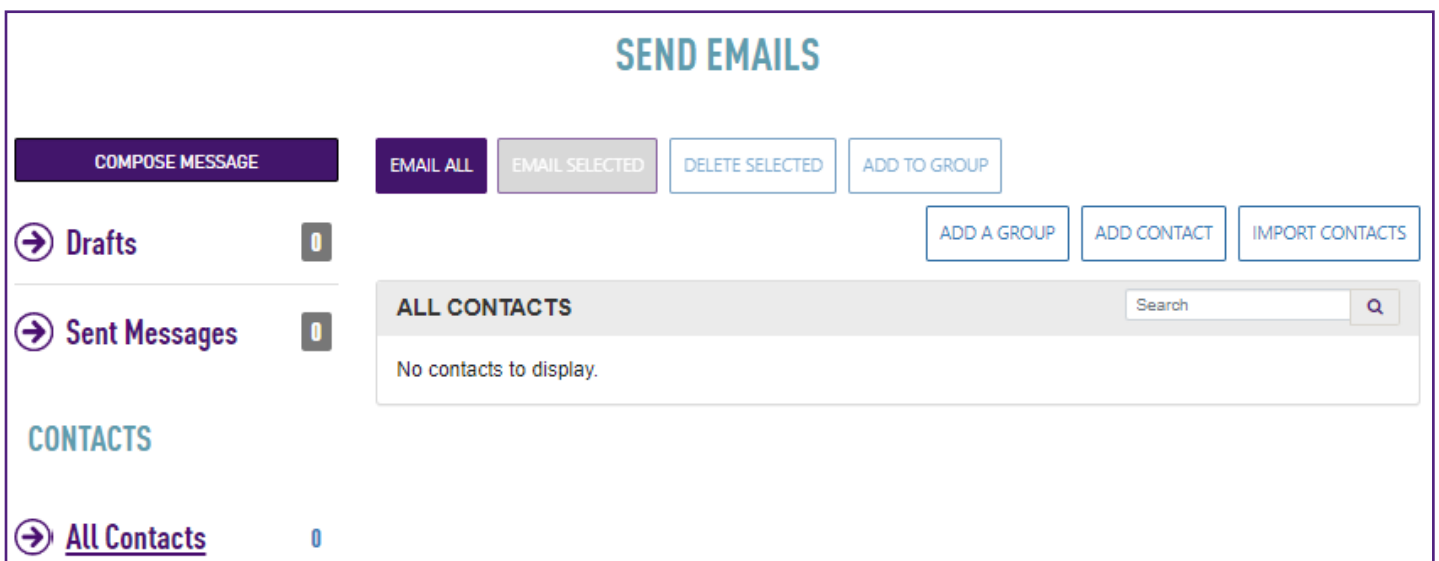 SEND EMAILS
COMPOSE MESSAGE
EMAIL ALL
EMAIL SELECTED
DELETE SELECTED
ADD TO GROUP
Drafts 0
ADD A GROUP
ADD CONTACT
IMPORT CONTACTS
Sent Messages 0
ALL CONTACTS
Search
No contacts to display.
CONTACTS
All Contacts 0